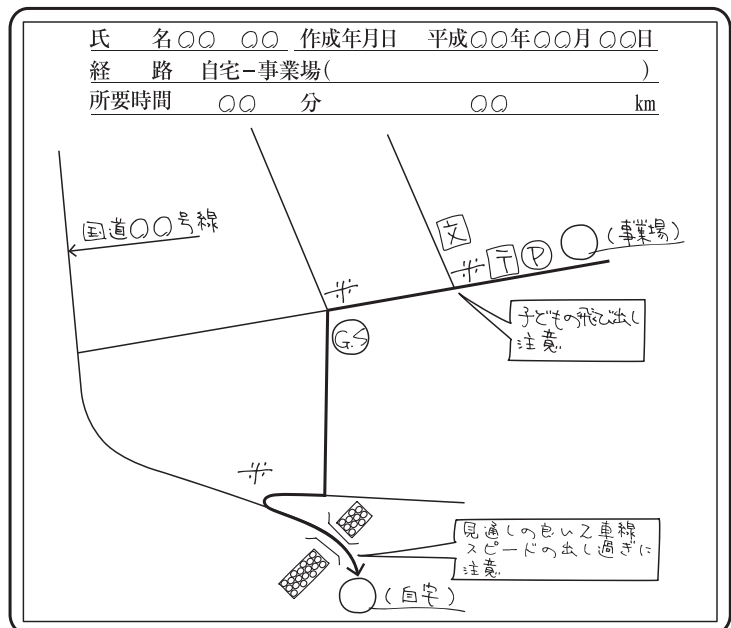 氏 名○○ ○○ 作成年月日 平成○○年○○月○○日
経 路 自宅−事業場( )
所要時間 ○○ 分 ○○ km
国道○○号線
文
〒
P
(事業場)
G.S
子どもの飛び出し
注意
見通しの良い2車線
スピードの出し過ぎに
注意
(自宅)